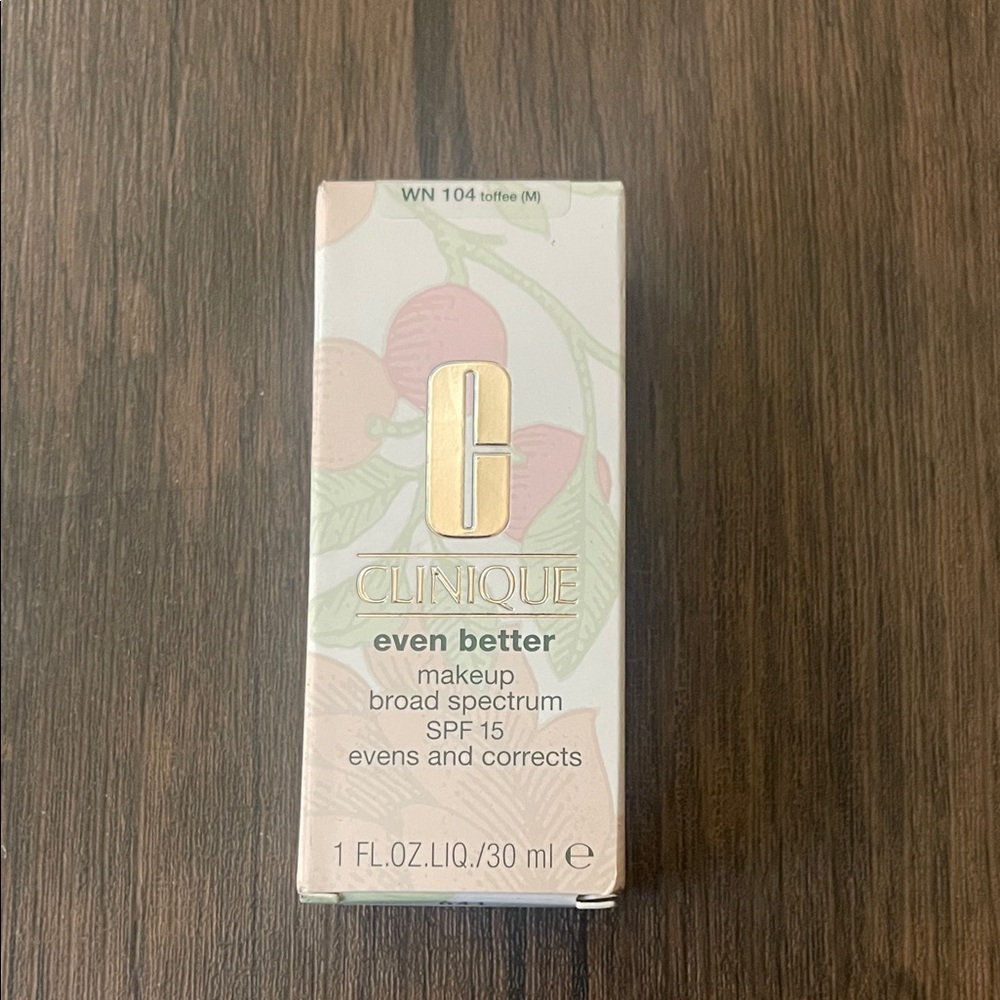 WN 104 toffee (M)
C
CLINIQUE
even better
makeup
broad spectrum
SPF 15
evens and corrects
1 FL.OZ.LIQ./30 ml ℮